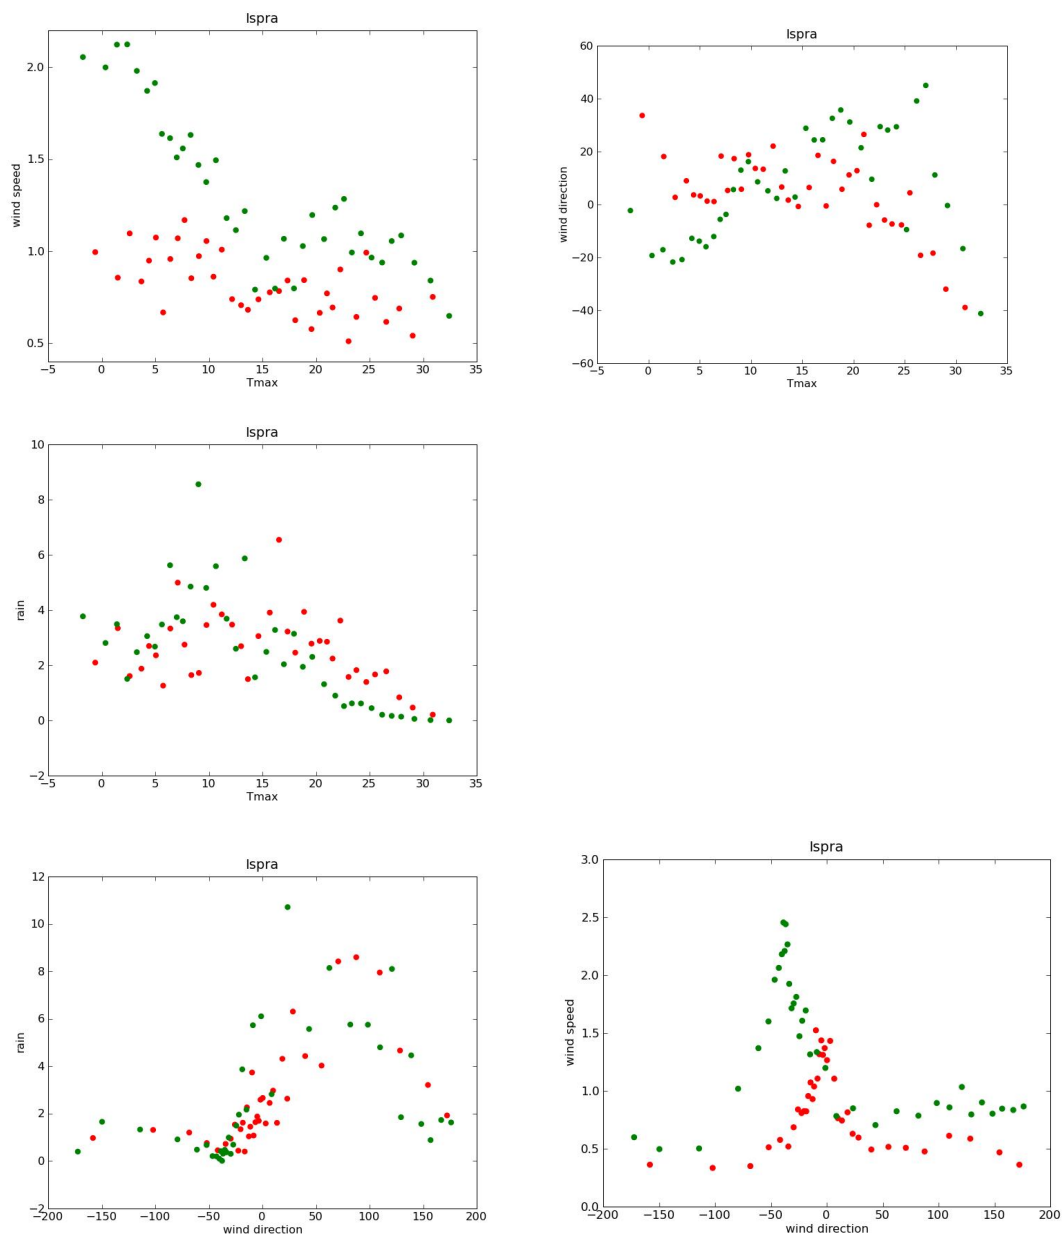 Ispra
2.0
1.5
1.0
0.5
wind speed
−5 0 5 10 15 20 25 30 35
Tmax
Ispra
60
40
20
0
−20
−40
−60
wind direction
−5 0 5 10 15 20 25 30 35
Tmax
Ispra
10
8
6
4
2
0
−2
rain
−5 0 5 10 15 20 25 30 35
Tmax
Ispra
12
10
8
6
4
2
0
−2
rain
−200 −150 −100 −50 0 50 100 150 200
wind direction
Ispra
3.0
2.5
2.0
1.5
1.0
0.5
0.0
wind speed
−200 −150 −100 −50 0 50 100 150 200
wind direction